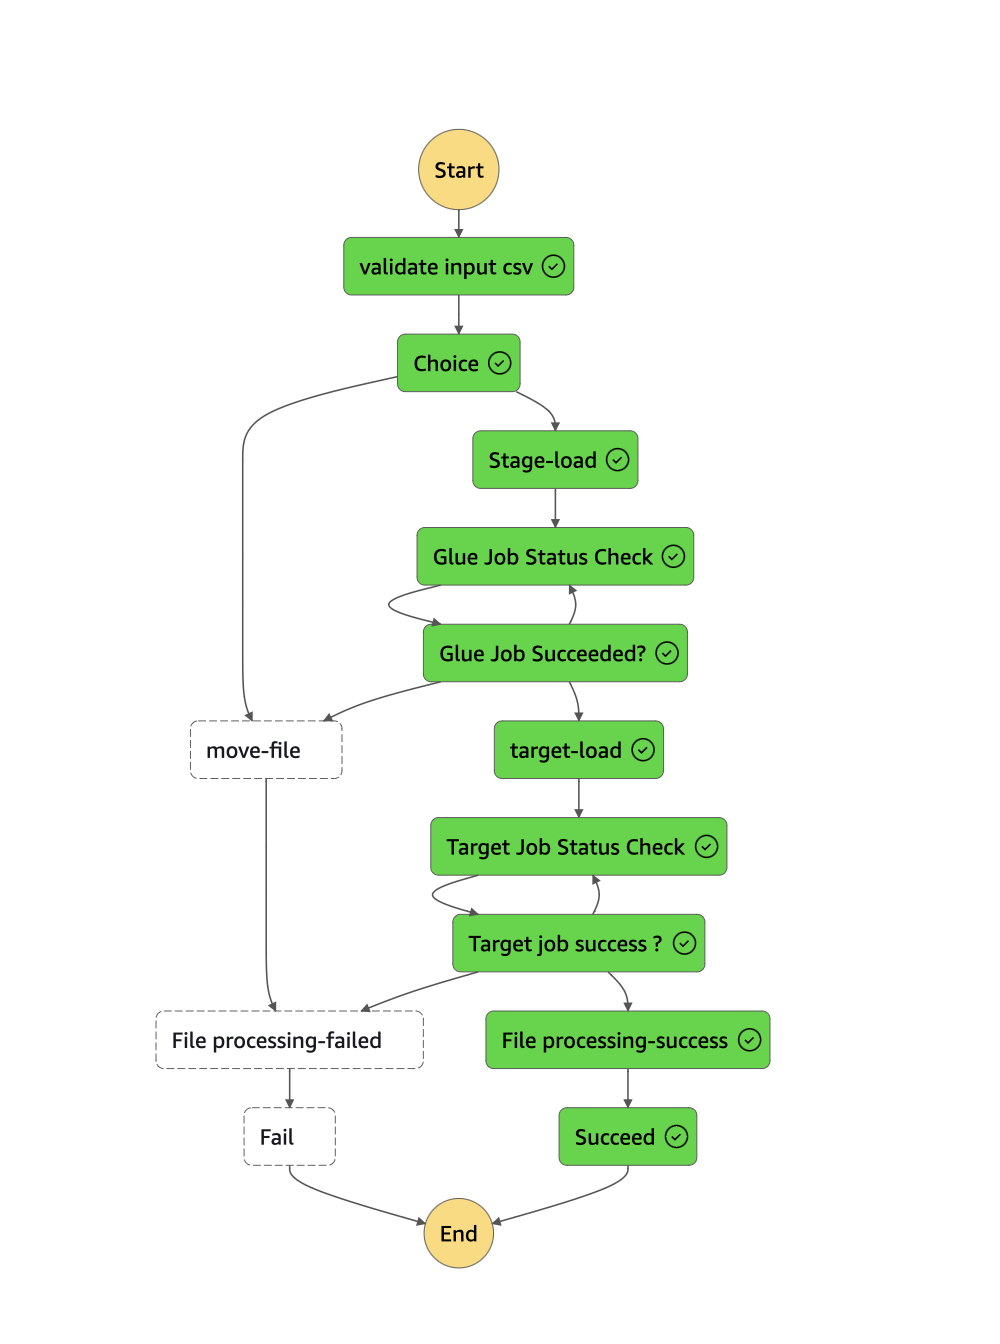 Start
validate input csv
Choice
Stage-load
Glue Job Status Check
Glue Job Succeeded?
move-file
target-load
Target Job Status Check
Target job success ?
File processing-failed
File processing-success
Fail
Succeed
End